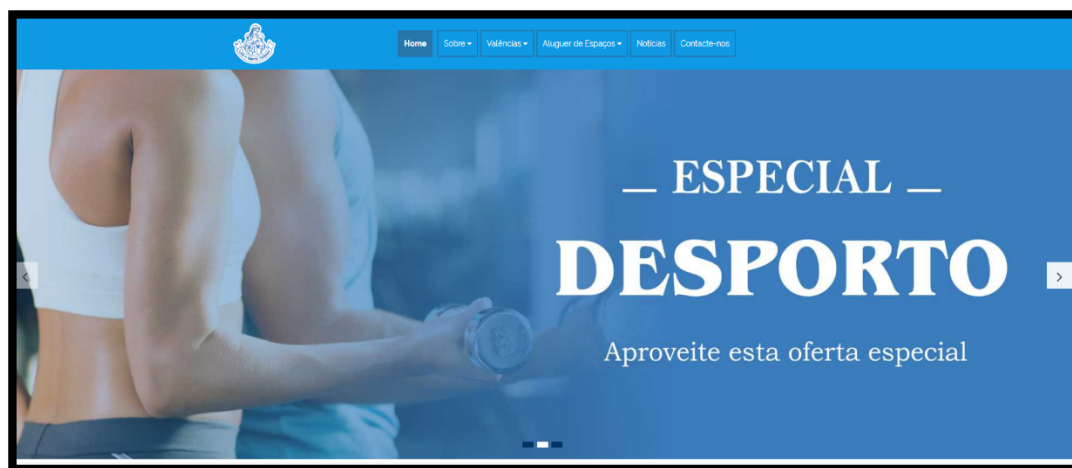 Home Sobre Valências Aluguer de Espaços Notícias Contacte-nos
ESPECIAL
DESPORTO
Aproveite esta oferta especial